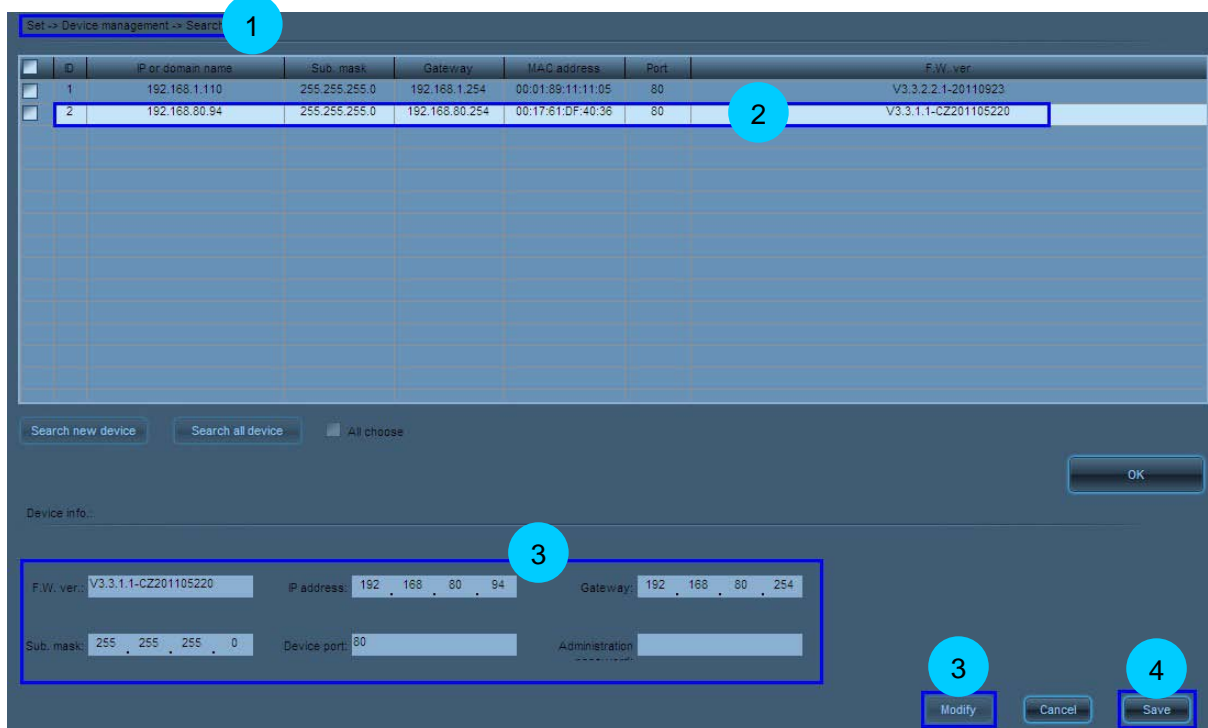 Set -> Device management -> Search
1
ID IP or domain name Sub. mask Gateway MAC address Port F.W..ver
1 192.168.1.110 255.255.255.0 192.168.1.254 00:01:89:11:11:05 80 V3.3.2.2.1-20110923
2 192.168.80.94 255.255.255.0 192.168.80.254 00:17:61:DF:40:36 80 V3.3.1.1-CZ201105220
2
Search new device Search all device All choose
OK
Device info.:
3
F.W. ver.: V3.3.1.1-CZ201105220 IP address: 192 . 168 . 80 . 94 Gateway: 192 . 168 . 80 . 254
Sub. mask: 255 . 255 . 255 . 0 Device port: 80 Administration
3
4
Modify Cancel Save